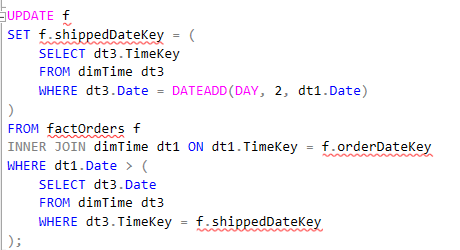 UPDATE f
SET f.shippedDateKey = (
    SELECT dt3.TimeKey
    FROM dimTime dt3
    WHERE dt3.Date = DATEADD(DAY, 2, dt1.Date)
)
FROM factOrders f
INNER JOIN dimTime dt1 ON dt1.TimeKey = f.orderDateKey
WHERE dt1.Date > (
    SELECT dt3.Date
    FROM dimTime dt3
    WHERE dt3.TimeKey = f.shippedDateKey
);